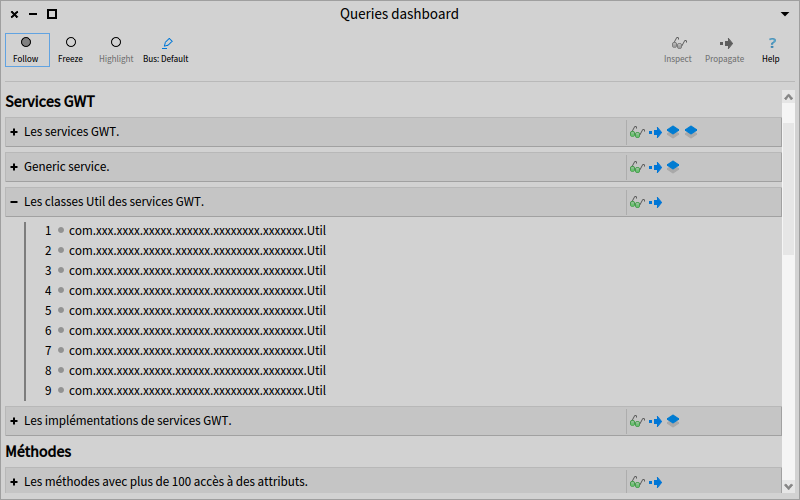 Queries dashboard
Follow Freeze Highlight Bus: Default Inspect Propagate ? Help
Services GWT
+ Les services GWT.
+ Generic service.
− Les classes Util des services GWT.
1 com.xxx.xxxx.xxxxx.xxxxxx.xxxxxxxx.xxxxxxx.Util
2 com.xxx.xxxx.xxxxx.xxxxxx.xxxxxxxx.xxxxxxx.Util
3 com.xxx.xxxx.xxxxx.xxxxxx.xxxxxxxx.xxxxxxx.Util
4 com.xxx.xxxx.xxxxx.xxxxxx.xxxxxxxx.xxxxxxx.Util
5 com.xxx.xxxx.xxxxx.xxxxxx.xxxxxxxx.xxxxxxx.Util
6 com.xxx.xxxx.xxxxx.xxxxxx.xxxxxxxx.xxxxxxx.Util
7 com.xxx.xxxx.xxxxx.xxxxxx.xxxxxxxx.xxxxxxx.Util
8 com.xxx.xxxx.xxxxx.xxxxxx.xxxxxxxx.xxxxxxx.Util
9 com.xxx.xxxx.xxxxx.xxxxxx.xxxxxxxx.xxxxxxx.Util
+ Les implémentations de services GWT.
Méthodes
+ Les méthodes avec plus de 100 accès à des attributs.